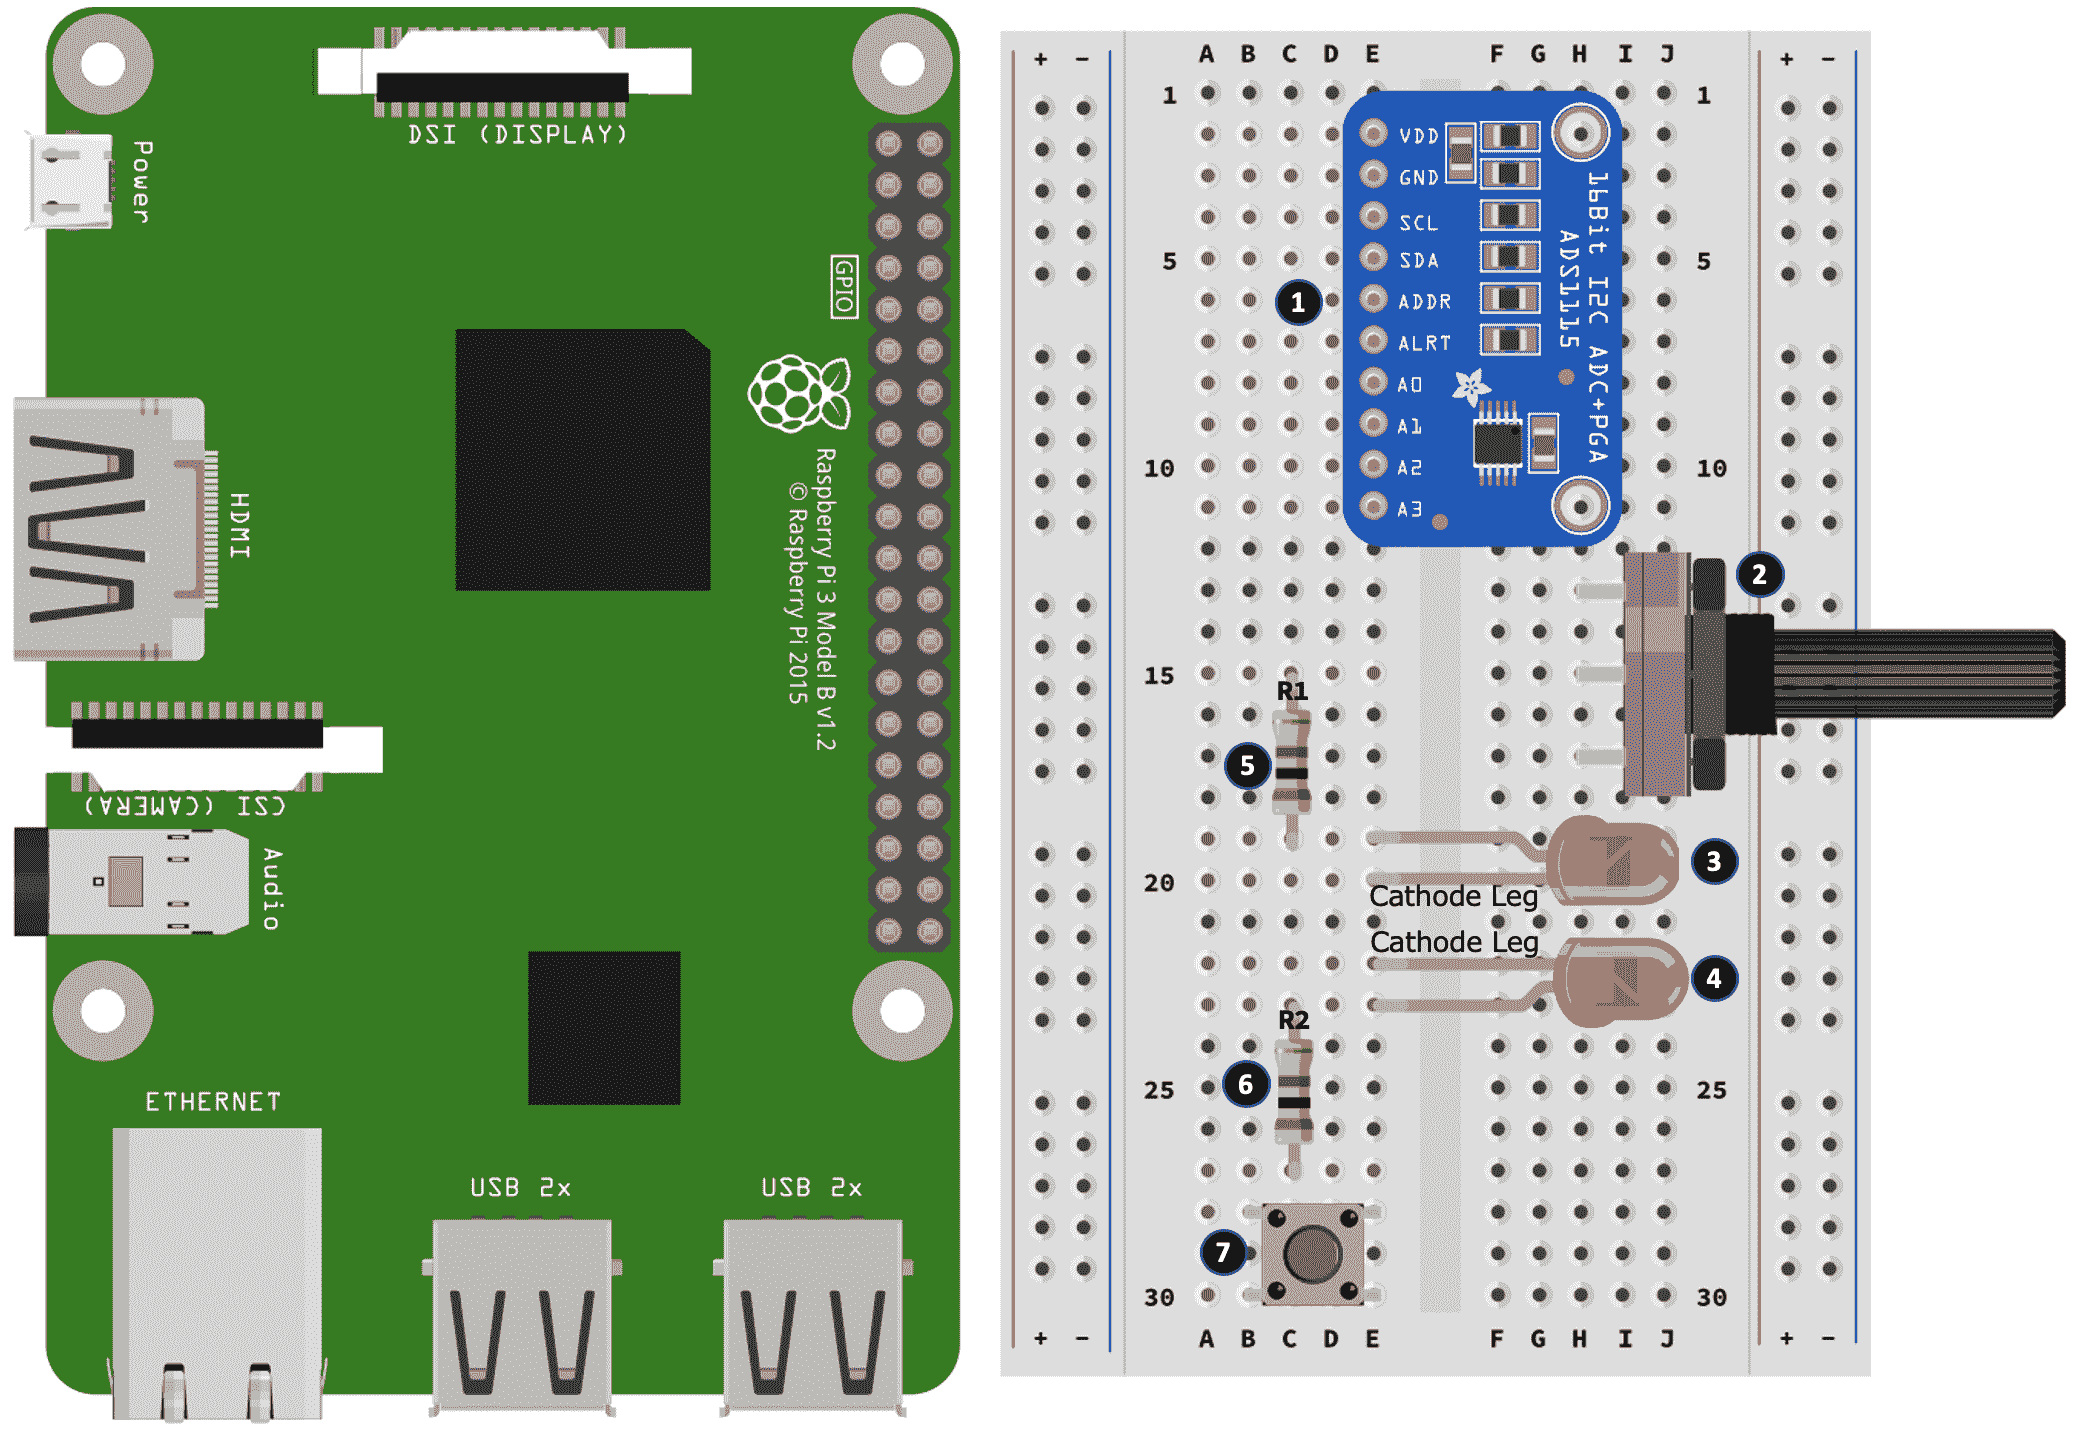 DSI (DISPLAY)
Power
GPIO
HDMI
Raspberry Pi 3 Model B v1.2
© Raspberry Pi 2015
CSI (CAMERA)
Audio
ETHERNET
USB 2x
USB 2x
+ - A B C D E F G H I J + -
1 1
VDD
GND
SCL
SDA
ADDR
ALRT
A0
A1
A2
A3
16Bit I2C ADC+PGA
ADS1115
5 5
1
10 10
2
15
R1
5
3
20
Cathode Leg
Cathode Leg
4
R2
25 25
6
7
30 30
+ - A B C D E F G H I J + -